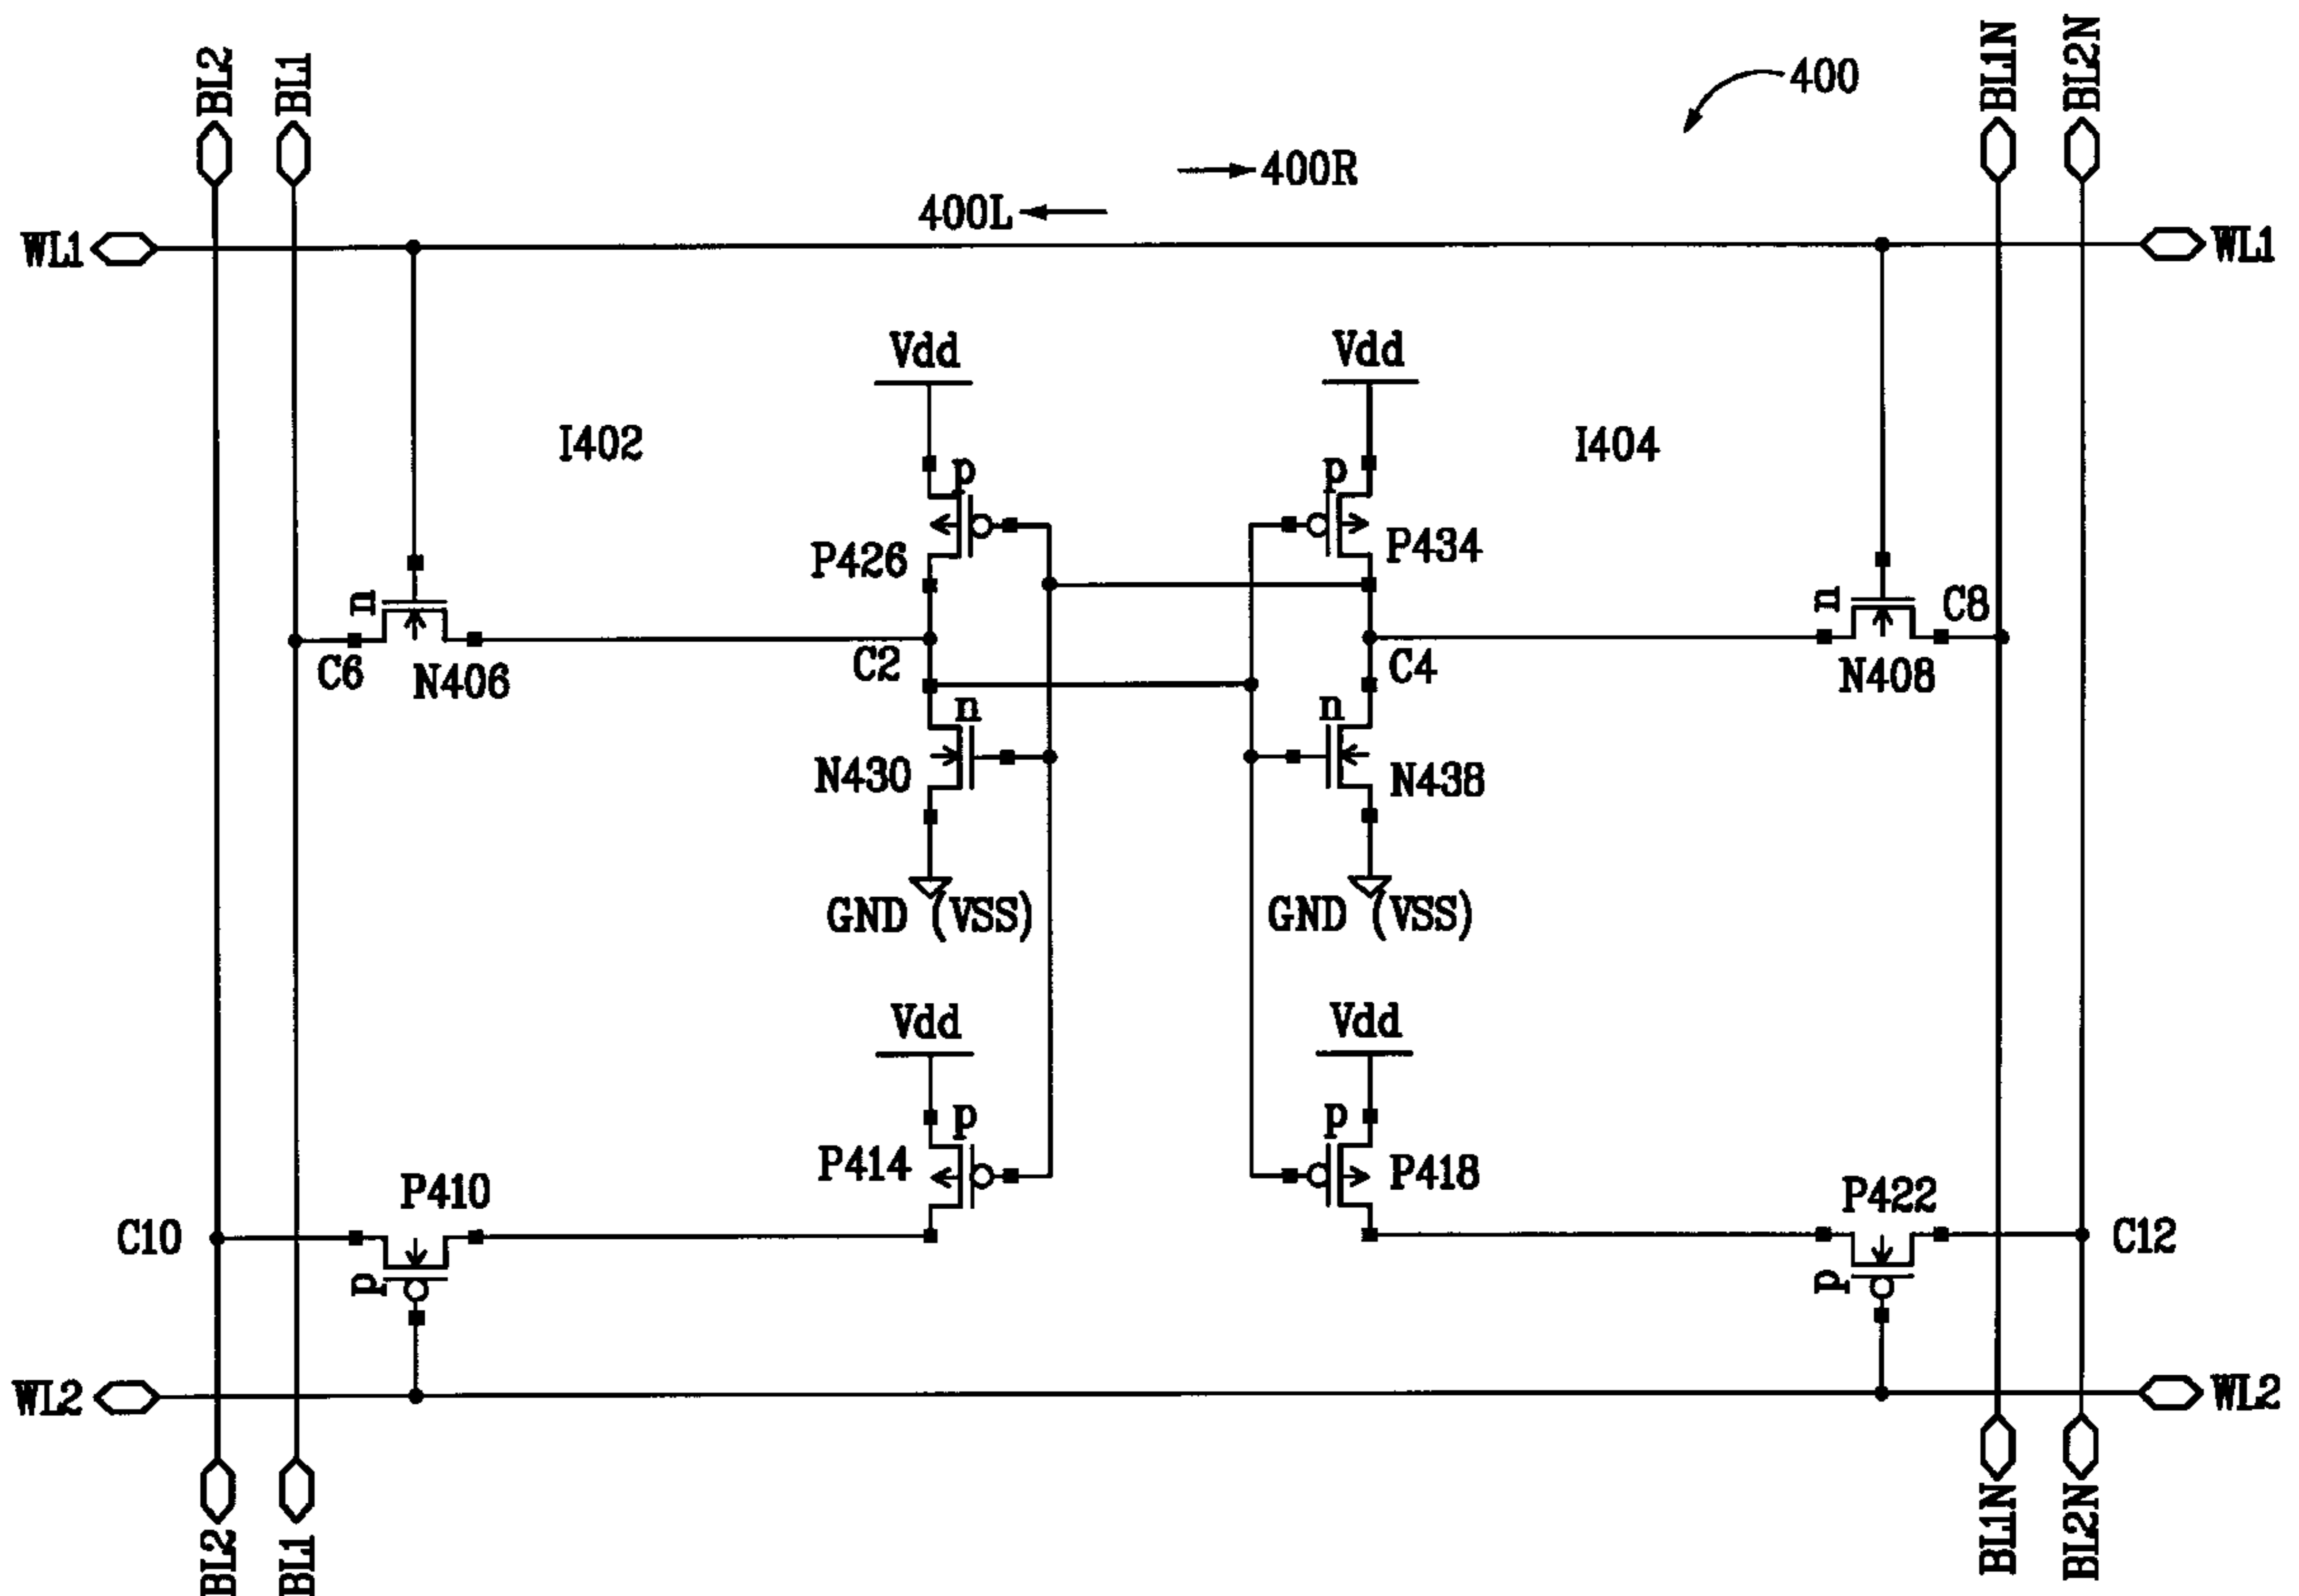 BL2
BL1
BL1N
BL2N
400
400R
400L
WL1
WL1
Vdd
Vdd
I402
I404
p
p
P426
P434
n
n
C8
C6
N406
C2
C4
N408
n
n
N430
N438
GND (VSS)
GND (VSS)
Vdd
Vdd
p
p
P414
P418
P410
P422
C10
C12
p
p
WL2
WL2
BL2
BL1
BL1N
BL2N